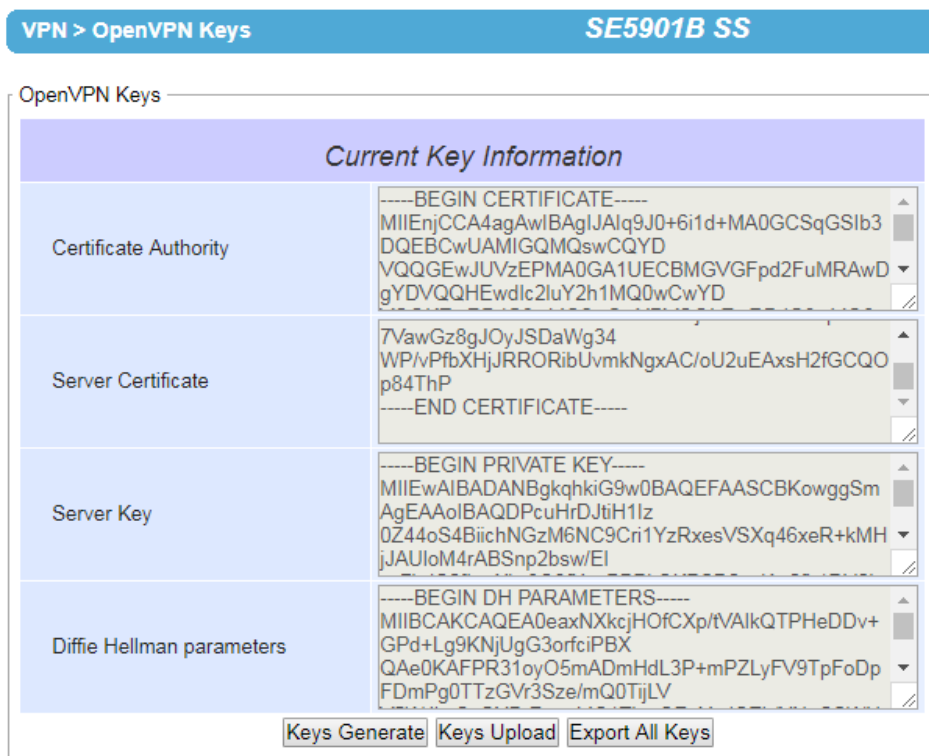 VPN > OpenVPN Keys
SE5901B SS
OpenVPN Keys
Current Key Information
Certificate Authority
-----BEGIN CERTIFICATE-----
MIIEnjCCA4agAwIBAgIJAIq9J0+6i1d+MA0GCSqGSIb3
DQEBCwUAMIGQMQswCQYD
VQQGEwJUVzEPMA0GA1UECBMGVGFpd2FuMRAwD
gYDVQQHEwdIc2luY2h1MQ0wCwYD
Server Certificate
7VawGz8gJOyJSDaWg34
WP/vPfbXHjJRRORibUvmkNgxAC/oU2uEAxsH2fGCQO
p84ThP
-----END CERTIFICATE-----
Server Key
-----BEGIN PRIVATE KEY-----
MIIEwAIBADANBgkqhkiG9w0BAQEFAASCBKowggSm
AgEAAoIBAQDPcuHrDJtiH1Iz
0Z44oS4BiichNGzM6NC9Cri1YzRxesVSXq46xeR+kMH
jJAUloM4rABSnp2bsw/EI
Diffie Hellman parameters
-----BEGIN DH PARAMETERS-----
MIIBCAKCAQEA0eaxNXkcjHOfCXp/tVAlkQTPHeDDv+
GPd+Lg9KNjUgG3orfciPBX
QAe0KAFPR31oyO5mADmHdL3P+mPZLyFV9TpFoDp
FDmPg0TTzGVr3Sze/mQ0TijLV
Keys Generate Keys Upload Export All Keys